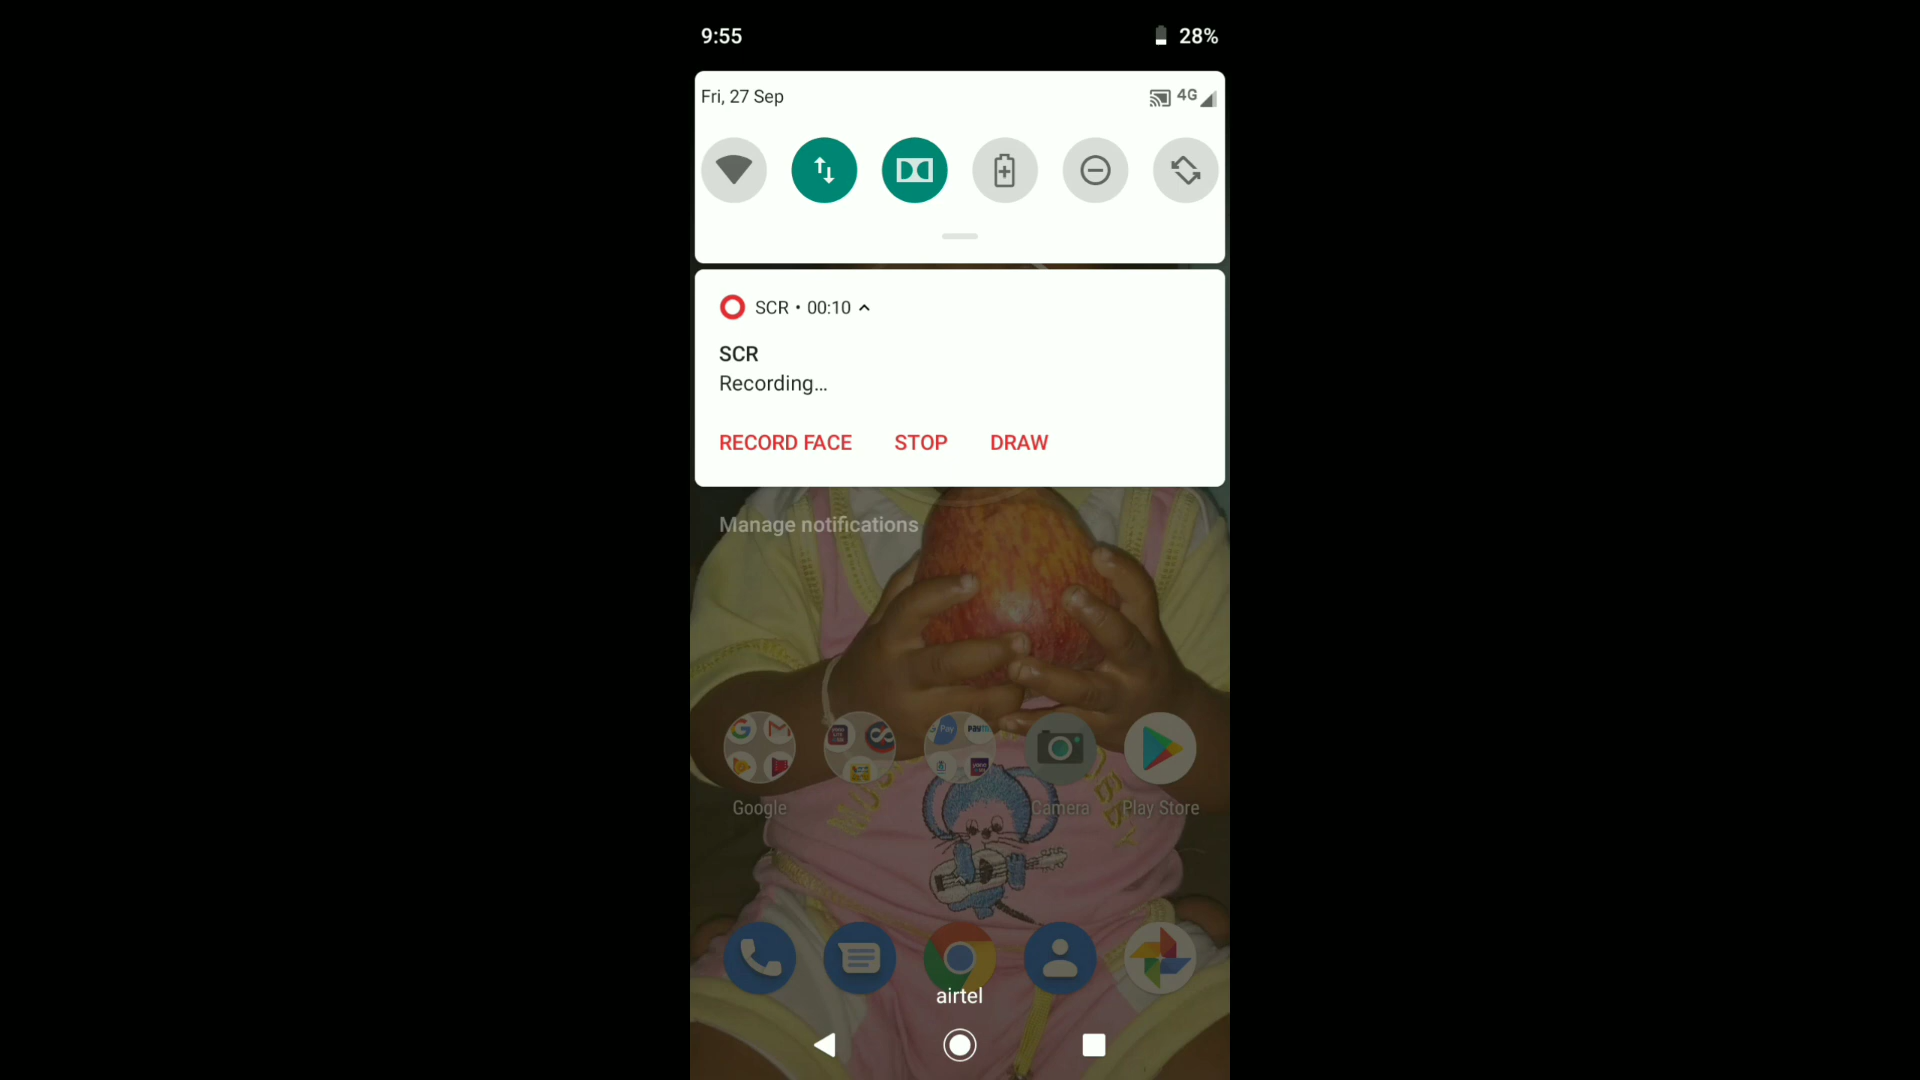 9:55 28%
Fri, 27 Sep 4G
SCR • 00:10
SCR
Recording...
RECORD FACE STOP DRAW
Manage notifications
Pay
Google Camera Play Store
airtel